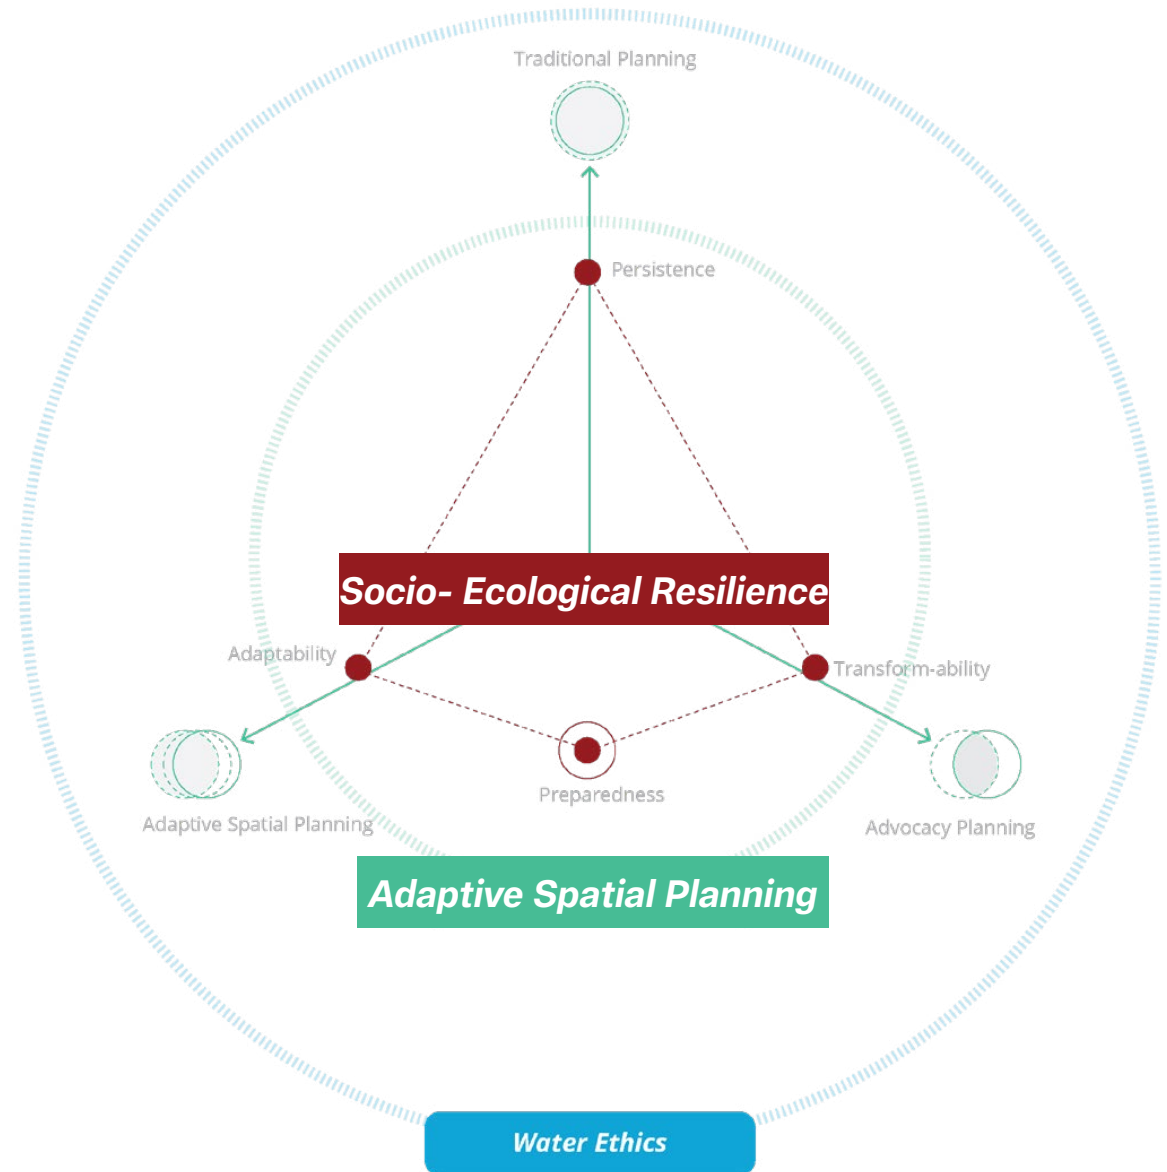 Traditional Planning
Persistence
Socio- Ecological Resilience
Adaptability
Transform-ability
Preparedness
Adaptive Spatial Planning
Advocacy Planning
Adaptive Spatial Planning
Water Ethics